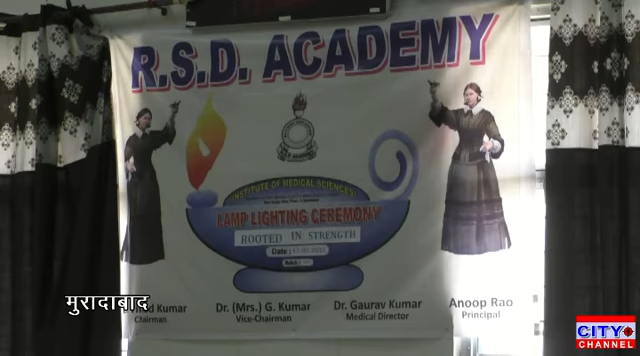 R.S.D. ACADEMY
INSTITUTE OF MEDICAL SCIENCES
LAMP LIGHTING CEREMONY
ROOTED IN STRENGTH
Date :
Kumar
Chairman
Dr. (Mrs.) G. Kumar
Vice-Chairman
Dr. Gaurav Kumar
Medical Director
Anoop Rao
Principal
मुरादाबाद
CITY
CHANNEL